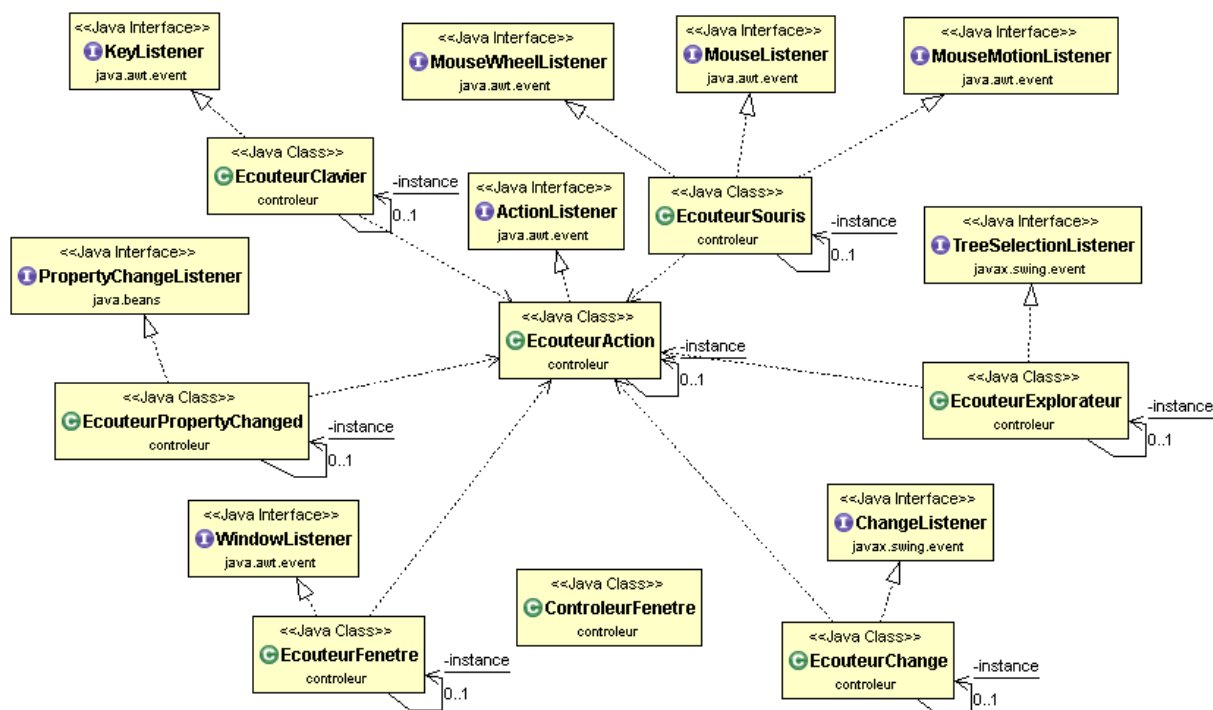 <<Java Interface>>
KeyListener
java.awt.event
<<Java Interface>>
MouseWheelListener
java.awt.event
<<Java Interface>>
MouseListener
java.awt.event
<<Java Interface>>
MouseMotionListener
java.awt.event
<<Java Class>>
EcouteurClavier
controleur
-instance
0..1
<<Java Interface>>
ActionListener
java.awt.event
<<Java Class>>
EcouteurSouris
controleur
-instance
0..1
<<Java Interface>>
TreeSelectionListener
javax.swing.event
<<Java Interface>>
PropertyChangeListener
java.beans
<<Java Class>>
EcouteurAction
controleur
-instance
0..1
<<Java Class>>
EcouteurPropertyChanged
controleur
-instance
0..1
<<Java Class>>
EcouteurExplorateur
controleur
-instance
0..1
<<Java Interface>>
WindowListener
java.awt.event
<<Java Interface>>
ChangeListener
javax.swing.event
<<Java Class>>
ControleurFenetre
controleur
<<Java Class>>
EcouteurFenetre
controleur
-instance
0..1
<<Java Class>>
EcouteurChange
controleur
-instance
0..1